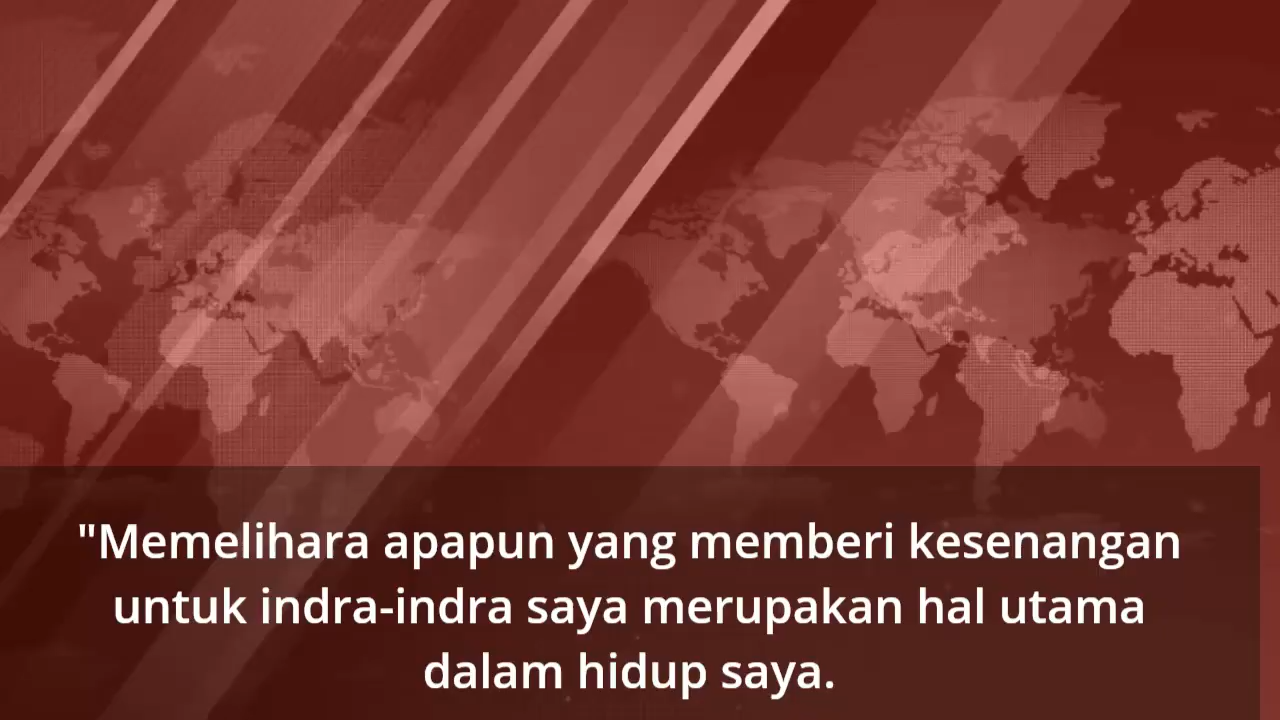 "Memelihara apapun yang memberi kesenangan
untuk indra-indra saya merupakan hal utama
dalam hidup saya.